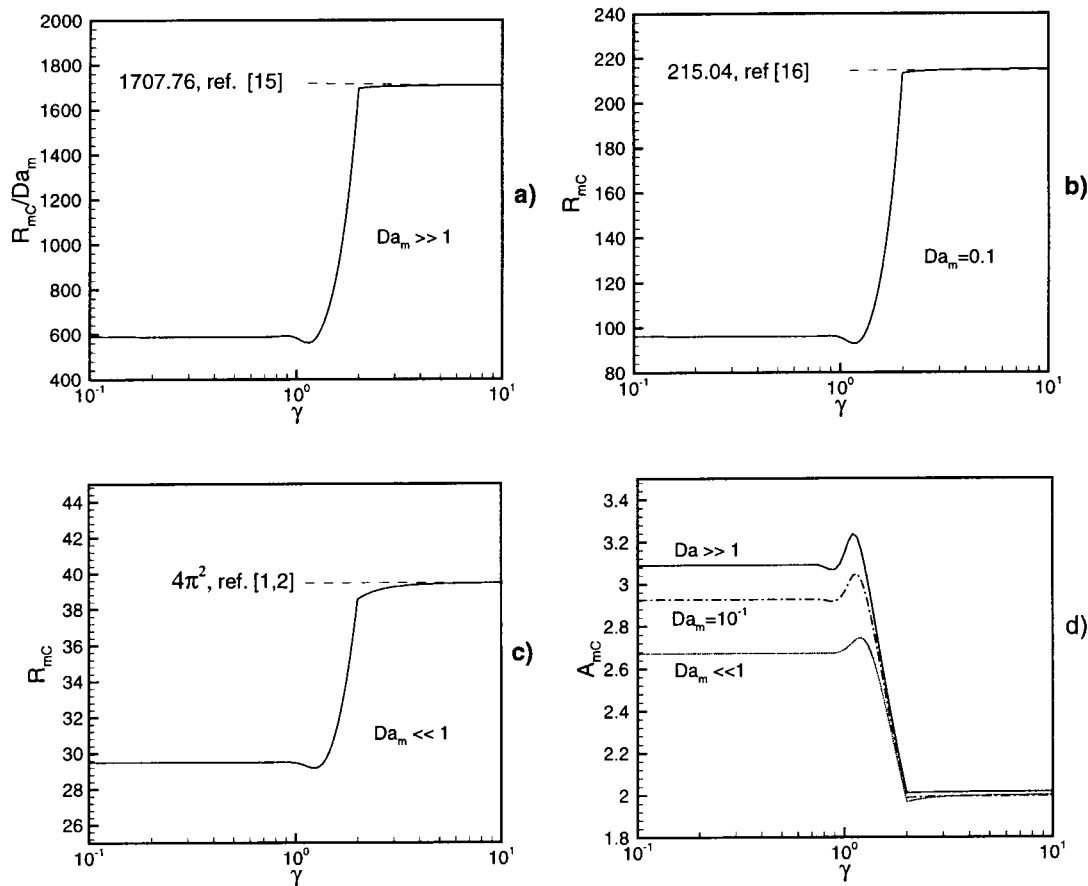 2000
1800
1600
1400
1200
1000
800
600
400
R_mC/Da_m
1707.76, ref. [15]
Da_m >> 1
10^-1
10^0
10^1
γ
a)
240
220
200
180
160
140
120
100
80
R_mC
215.04, ref [16]
Da_m=0.1
10^-1
10^0
10^1
γ
b)
44
42
40
38
36
34
32
30
28
26
R_mC
4π^2, ref. [1,2]
Da_m << 1
10^-1
10^0
10^1
γ
c)
3.4
3.2
3
2.8
2.6
2.4
2.2
2
1.8
A_mC
Da >> 1
Da_m=10^-1
Da_m <<1
10^-1
10^0
10^1
γ
d)